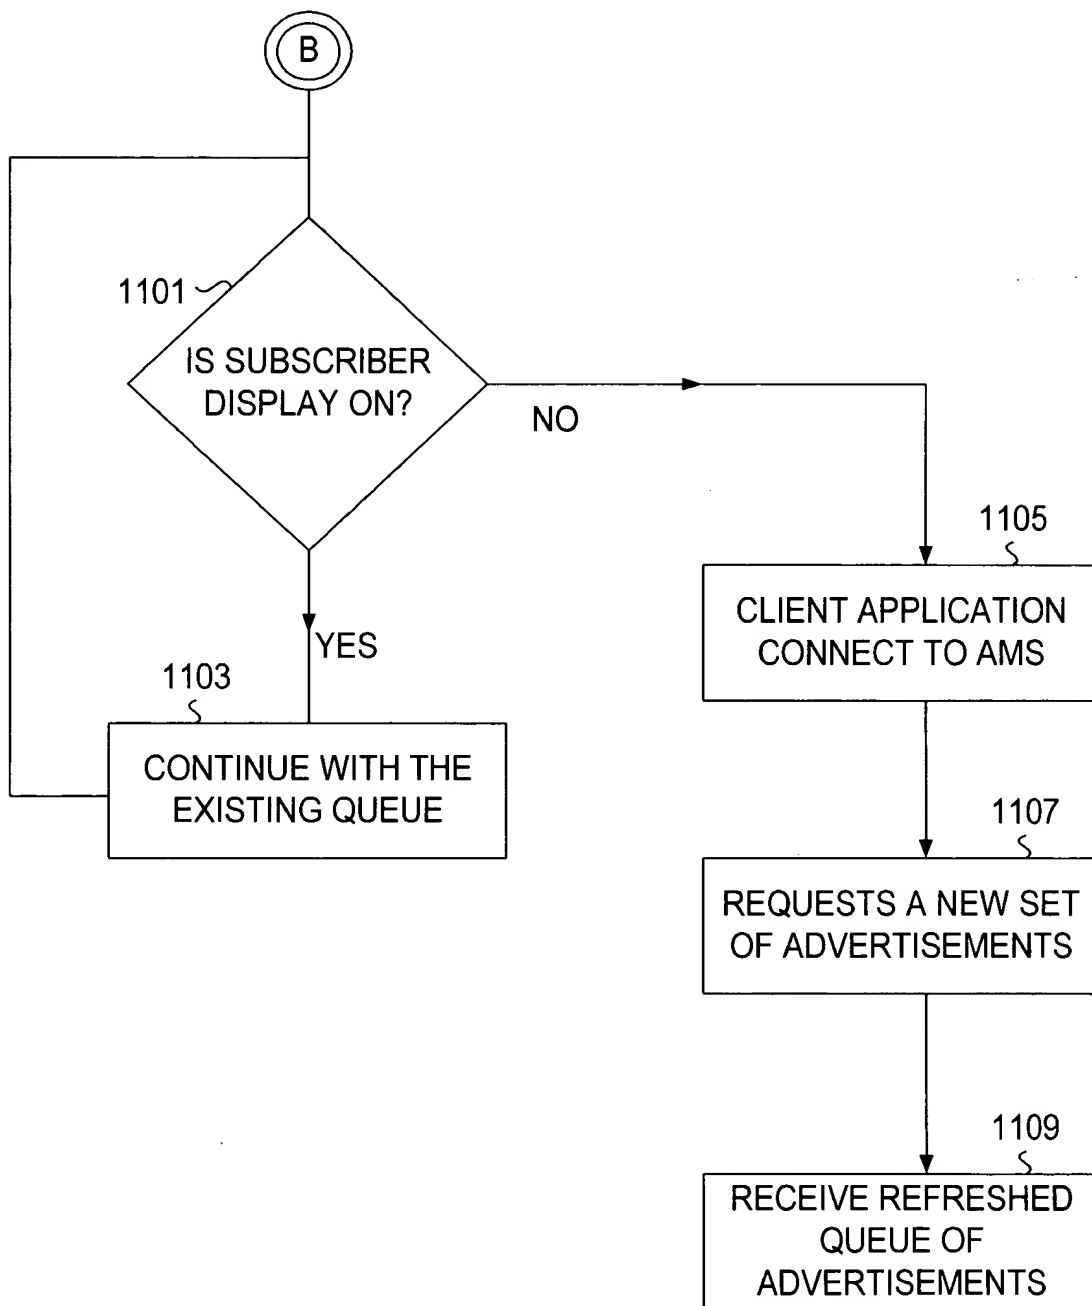 B
1101
IS SUBSCRIBER
DISPLAY ON?
NO
YES
1103
CONTINUE WITH THE
EXISTING QUEUE
1105
CLIENT APPLICATION
CONNECT TO AMS
1107
REQUESTS A NEW SET
OF ADVERTISEMENTS
1109
RECEIVE REFRESHED
QUEUE OF
ADVERTISEMENTS